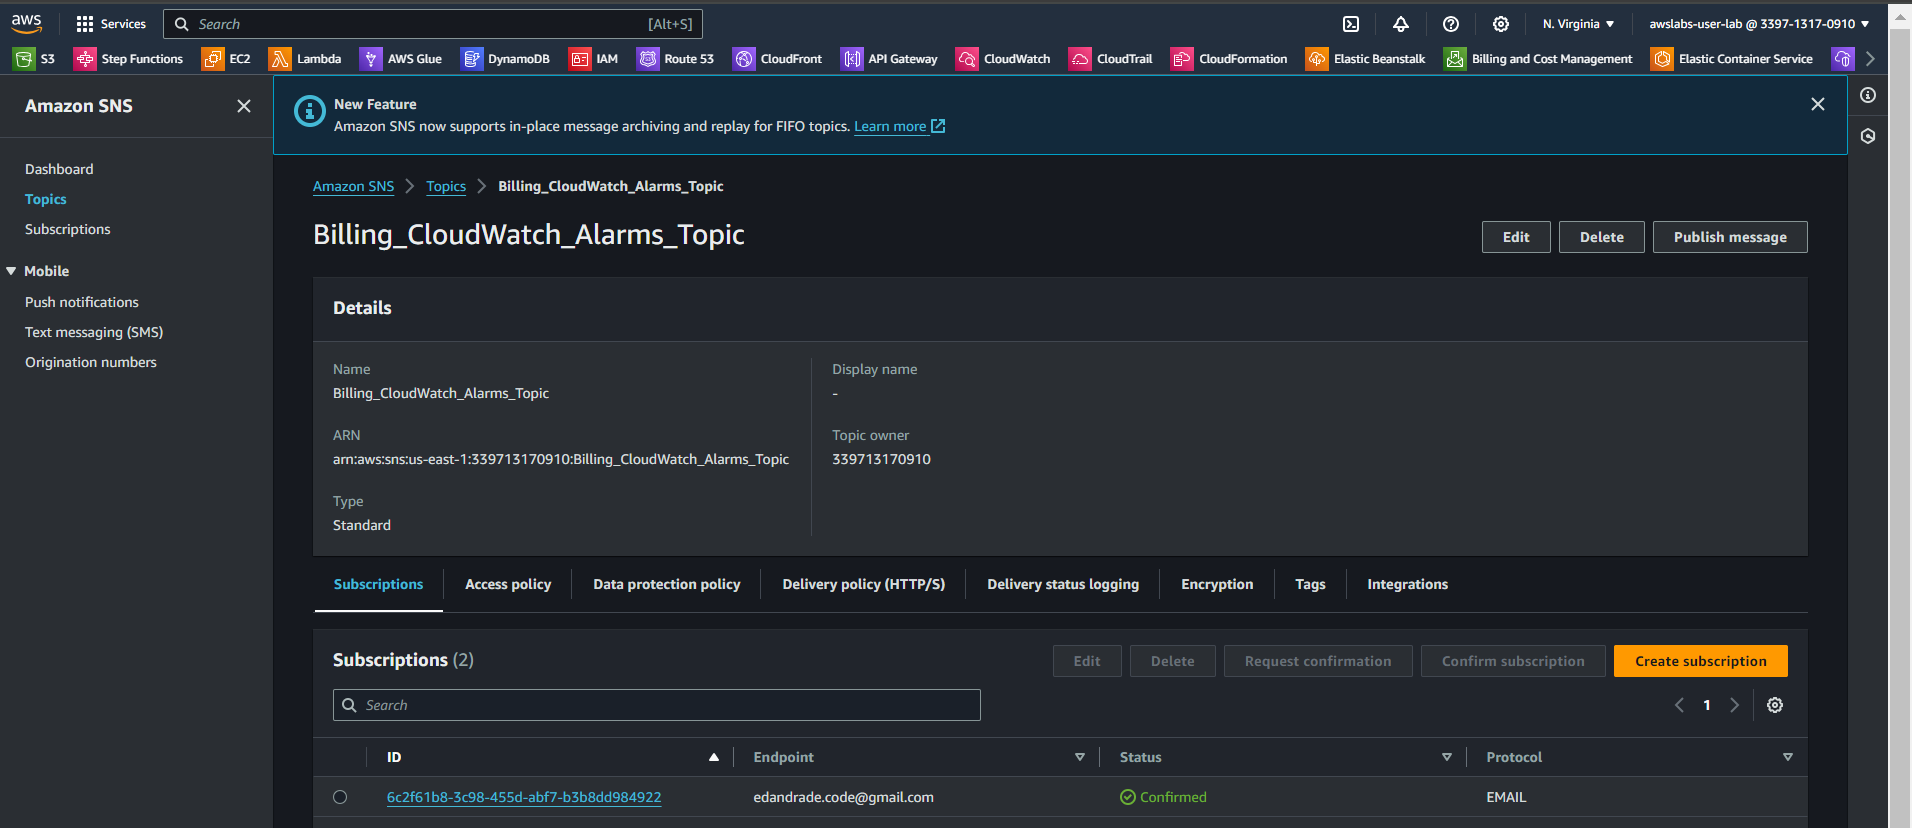 aws
Services
Search
[Alt+S]
N. Virginia
awslabs-user-lab @ 3397-1317-0910
S3
Step Functions
EC2
Lambda
AWS Glue
DynamoDB
IAM
Route 53
CloudFront
API Gateway
CloudWatch
CloudTrail
CloudFormation
Elastic Beanstalk
Billing and Cost Management
Elastic Container Service
Amazon SNS
Dashboard
Topics
Subscriptions
Mobile
Push notifications
Text messaging (SMS)
Origination numbers
New Feature
Amazon SNS now supports in-place message archiving and replay for FIFO topics. Learn more
Amazon SNS
Topics
Billing_CloudWatch_Alarms_Topic
Billing_CloudWatch_Alarms_Topic
Edit
Delete
Publish message
Details
Name
Billing_CloudWatch_Alarms_Topic
ARN
arn:aws:sns:us-east-1:339713170910:Billing_CloudWatch_Alarms_Topic
Type
Standard
Display name
-
Topic owner
339713170910
Subscriptions
Access policy
Data protection policy
Delivery policy (HTTP/S)
Delivery status logging
Encryption
Tags
Integrations
Subscriptions (2)
Edit
Delete
Request confirmation
Confirm subscription
Create subscription
Search
1
ID
Endpoint
Status
Protocol
6c2f61b8-3c98-455d-abf7-b3b8dd984922
edandrade.code@gmail.com
Confirmed
EMAIL